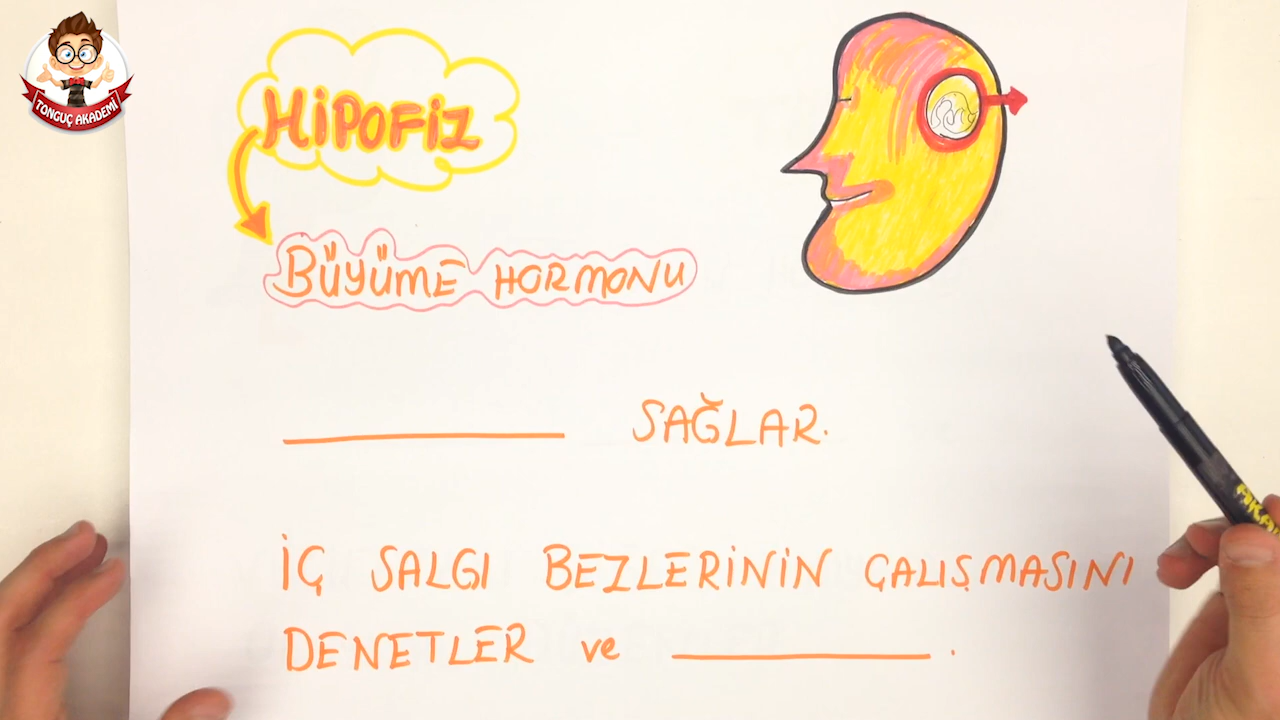 TONGUÇ AKADEMİ
HİPOFİZ
BÜYÜME HORMONU
SAĞLAR.
İÇ SALGI BEZLERİNİN ÇALIŞMASINI
DENETLER ve .